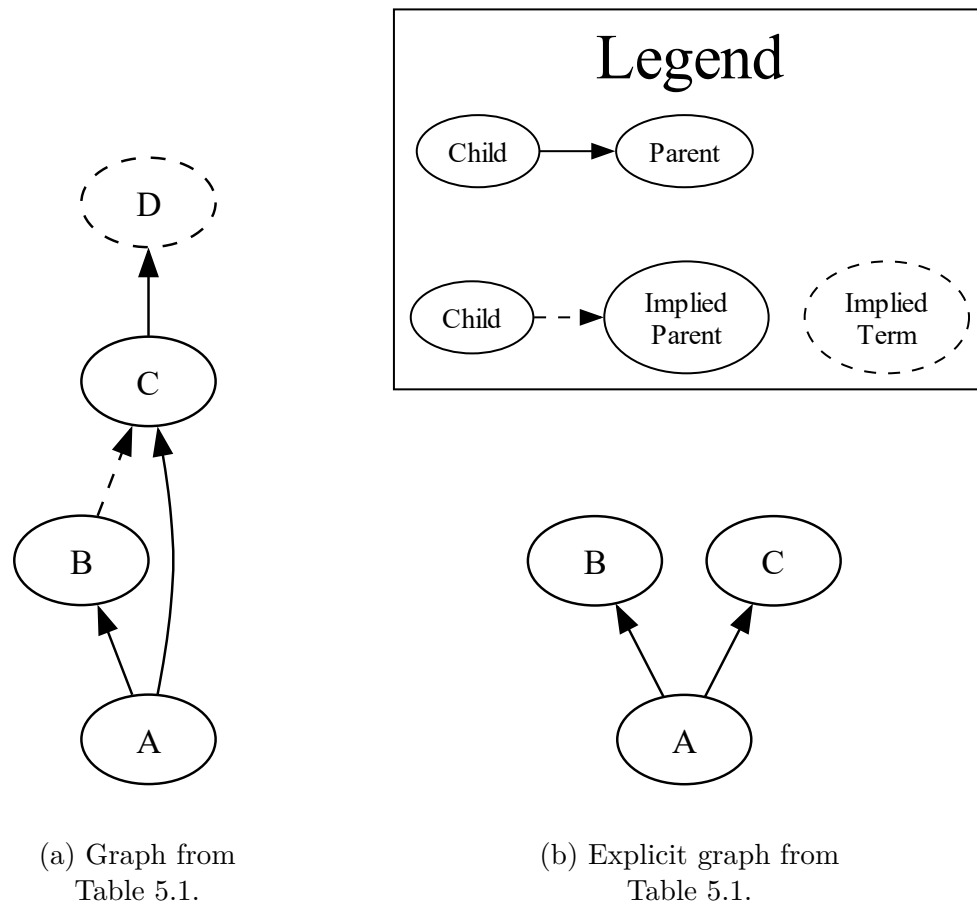 Legend
Child
Parent
Child
Implied
Parent
Implied
Term
D
C
B
A
B
C
A
(a) Graph from
Table 5.1.
(b) Explicit graph from
Table 5.1.